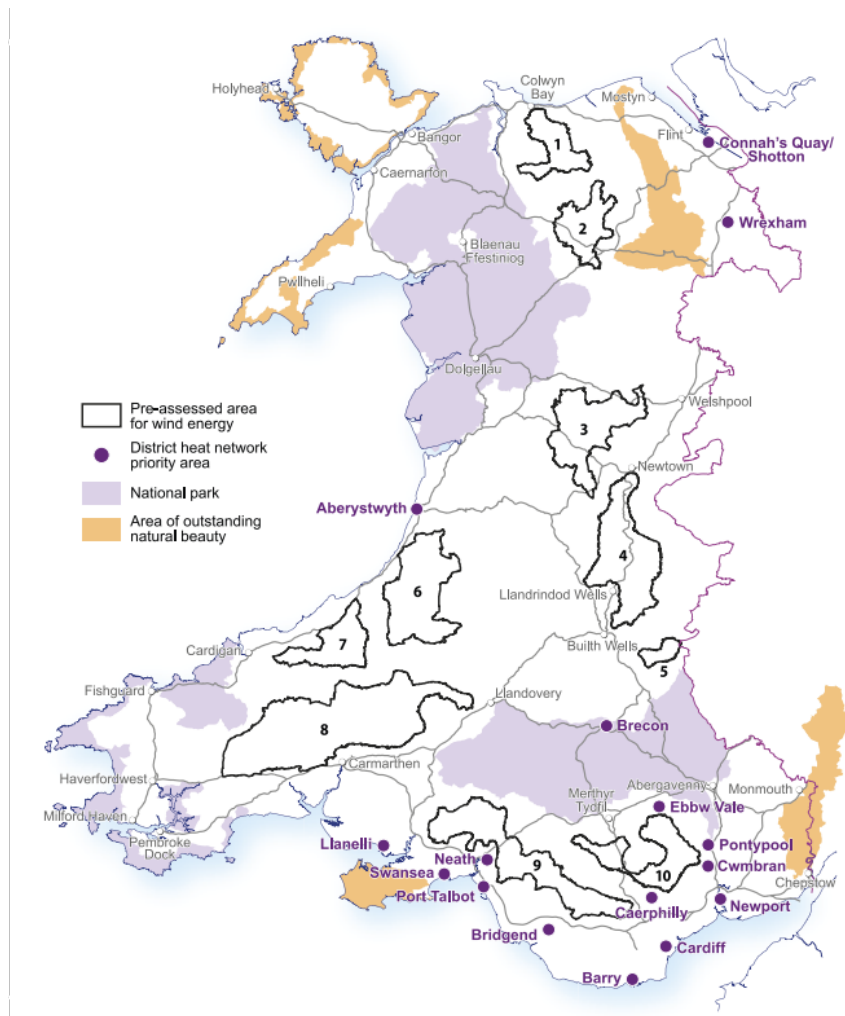 Colwyn
Bay
Mostyn
Holyhead
Flint
Bangor
Connah's Quay/
Shotton
1
Caernarfon
Wrexham
2
Blaenau
Ffestiniog
Pwllheli
Dolgellau
Welshpool
Pre-assessed area
for wind energy
3
District heat network
priority area
Newtown
National park
Aberystwyth
Area of outstanding
natural beauty
4
6
Llandrindod Wells
7
Builth Wells
Cardigan
5
Fishguard
Llandovery
8
Brecon
Carmarthen
Haverfordwest
Abergavenny
Monmouth
Merthyr
Tydfil
Ebbw Vale
Milford Haven
Pembroke
Dock
Llanelli
Pontypool
Neath
9
Cwmbran
Swansea
10
Chepstow
Port Talbot
Newport
Caerphilly
Bridgend
Cardiff
Barry